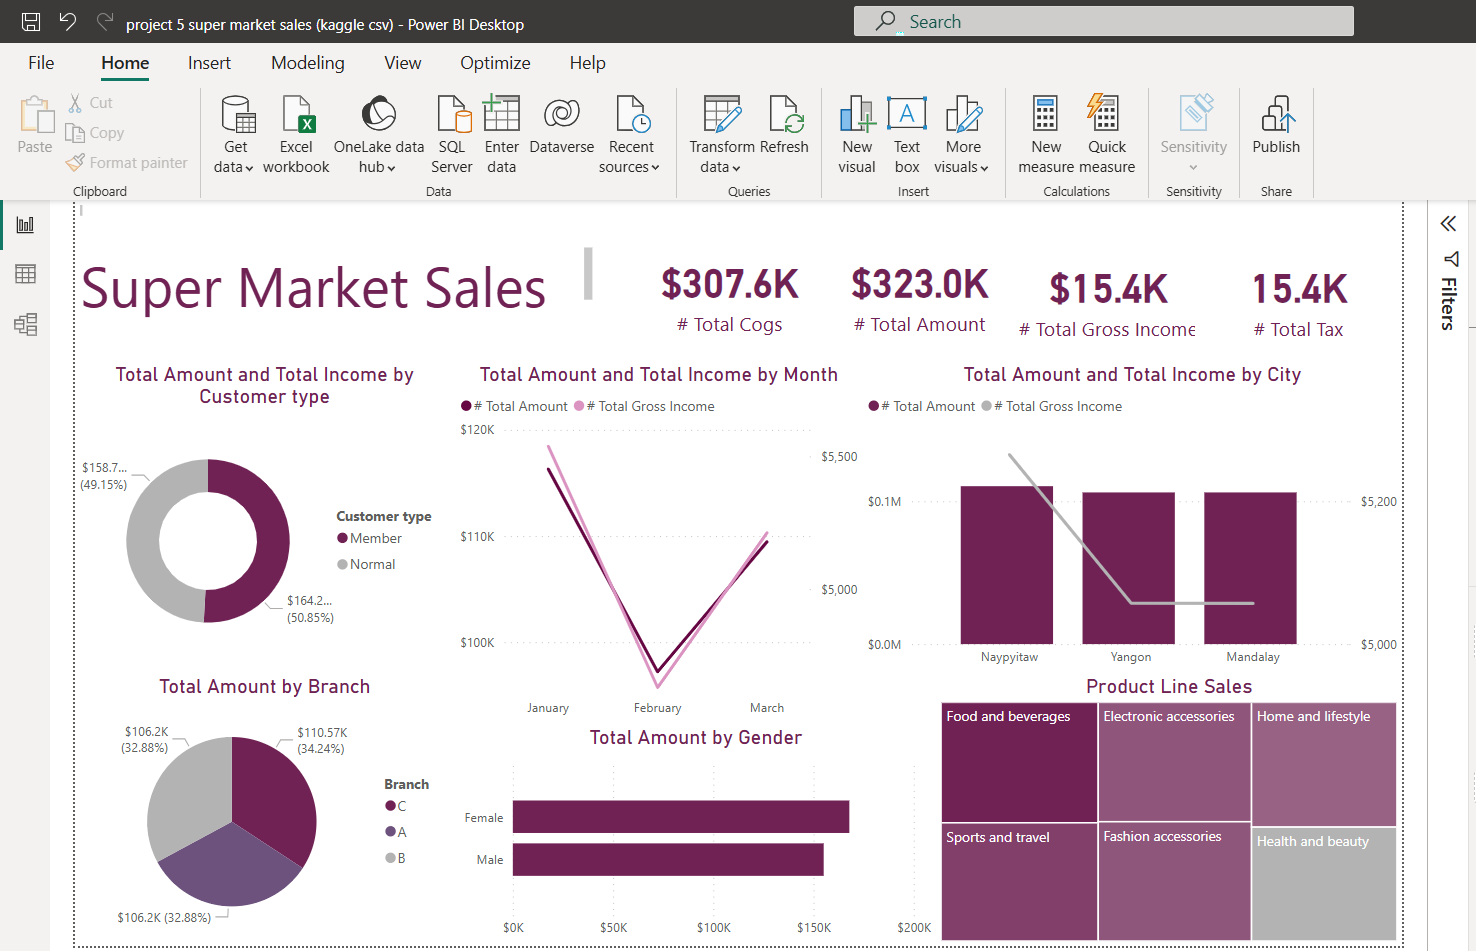 project 5 super market sales (kaggle csv) - Power BI Desktop
Search
File Home Insert Modeling View Optimize Help
Paste
Cut
Copy
Format painter
Clipboard
Get data
Excel workbook
OneLake data hub
SQL Server
Enter data
Dataverse
Recent sources
Data
Transform data
Refresh
Queries
New visual
Text box
More visuals
Insert
New measure
Quick measure
Calculations
Sensitivity
Sensitivity
Publish
Share
Filters
Super Market Sales
$307.6K
# Total Cogs
$323.0K
# Total Amount
$15.4K
# Total Gross Income
15.4K
# Total Tax
Total Amount and Total Income by
Customer type
$158.7...
(49.15%)
$164.2...
(50.85%)
Customer type
Member
Normal
Total Amount and Total Income by Month
# Total Amount # Total Gross Income
$120K
$110K
$100K
$5,500
$5,000
January February March
Total Amount and Total Income by City
# Total Amount # Total Gross Income
$0.1M
$0.0M
$5,200
$5,000
Naypyitaw Yangon Mandalay
Total Amount by Branch
$106.2K
(32.88%)
$110.57K
(34.24%)
$106.2K (32.88%)
Branch
C
A
B
Total Amount by Gender
Female
Male
$0K $50K $100K $150K $200K
Product Line Sales
Food and beverages
Electronic accessories
Home and lifestyle
Sports and travel
Fashion accessories
Health and beauty